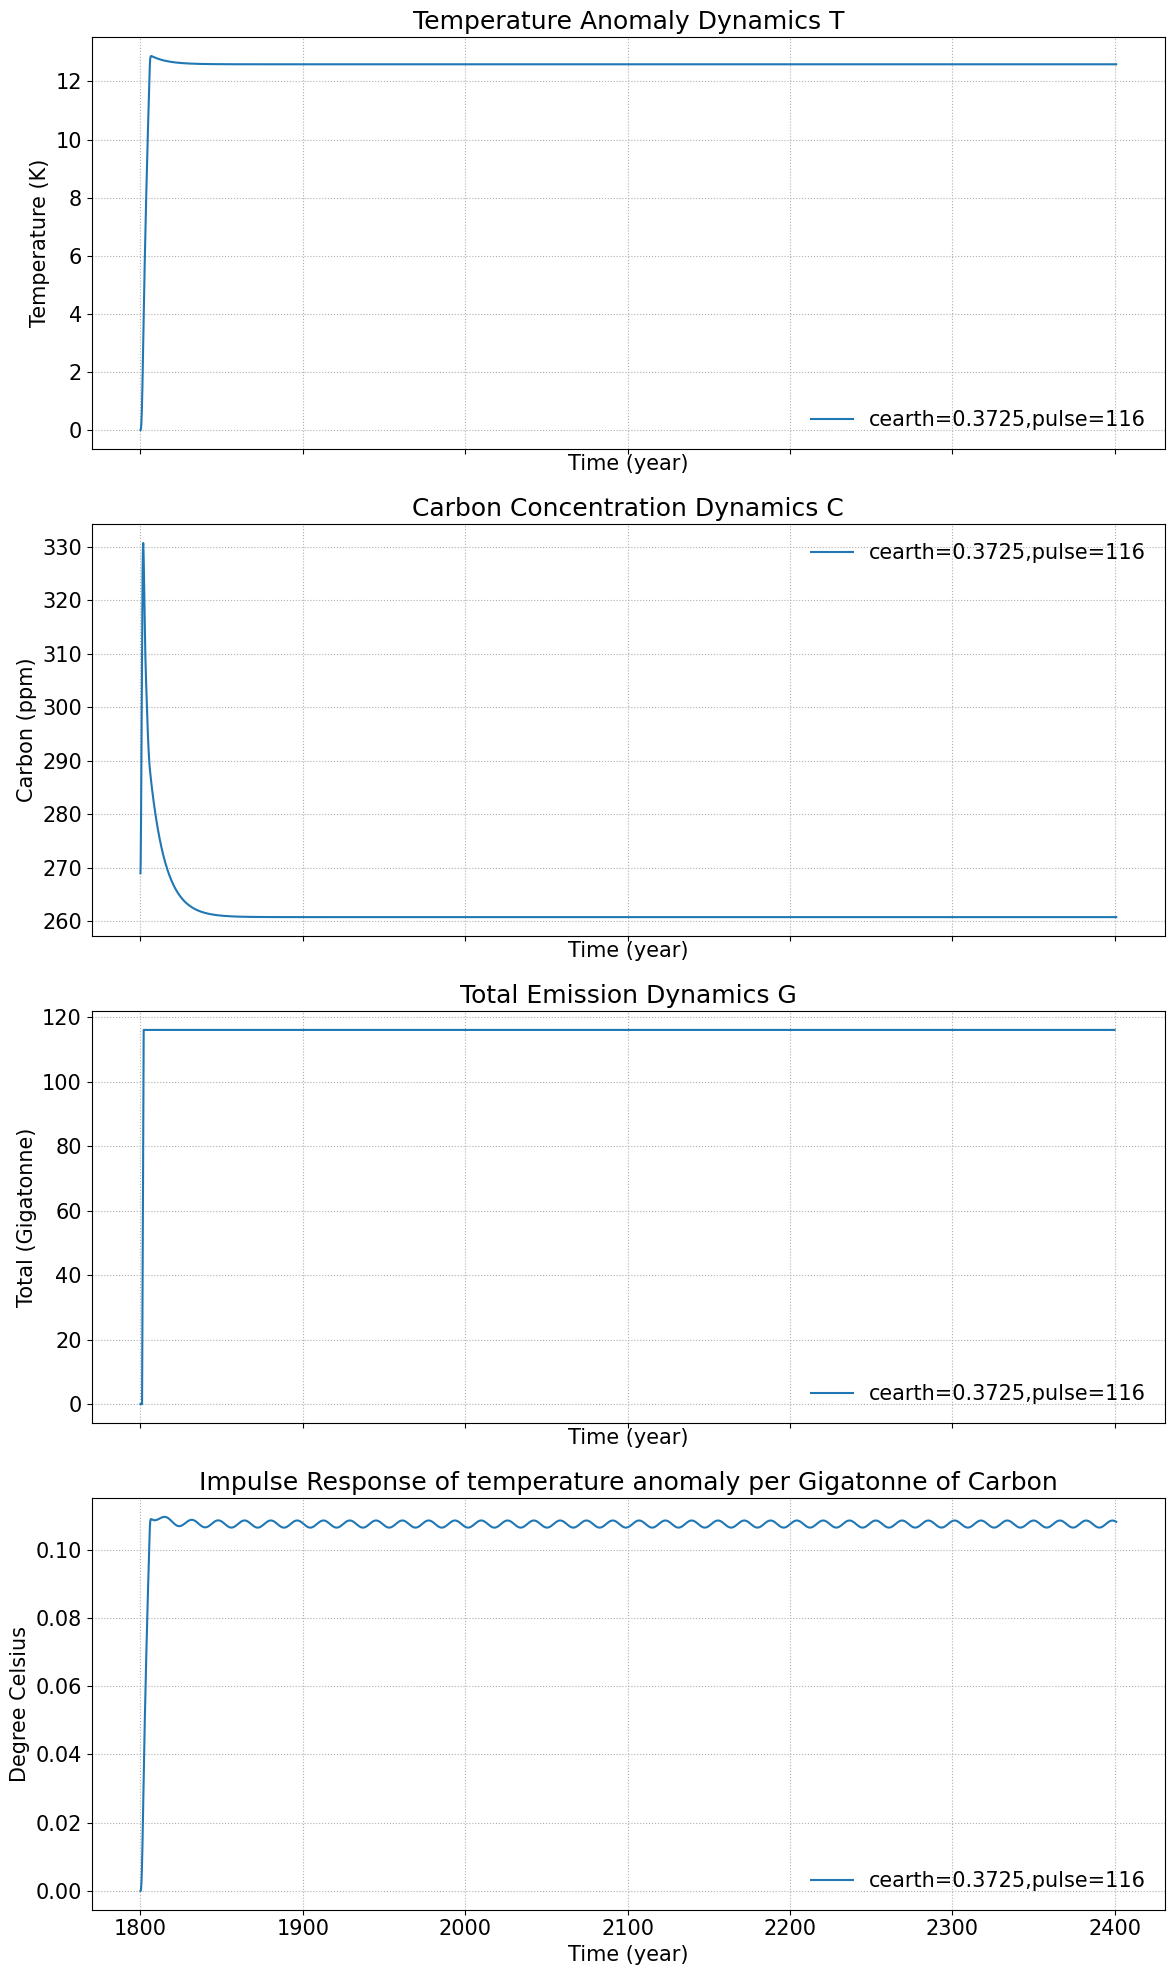 Temperature Anomaly Dynamics T
12
10
8
6
4
2
0
Temperature (K)
cearth=0.3725,pulse=116
Time (year)
Carbon Concentration Dynamics C
330
320
310
300
290
280
270
260
Carbon (ppm)
cearth=0.3725,pulse=116
Time (year)
Total Emission Dynamics G
120
100
80
60
40
20
0
Total (Gigatonne)
cearth=0.3725,pulse=116
Time (year)
Impulse Response of temperature anomaly per Gigatonne of Carbon
0.10
0.08
0.06
0.04
0.02
0.00
Degree Celsius
cearth=0.3725,pulse=116
1800 1900 2000 2100 2200 2300 2400
Time (year)